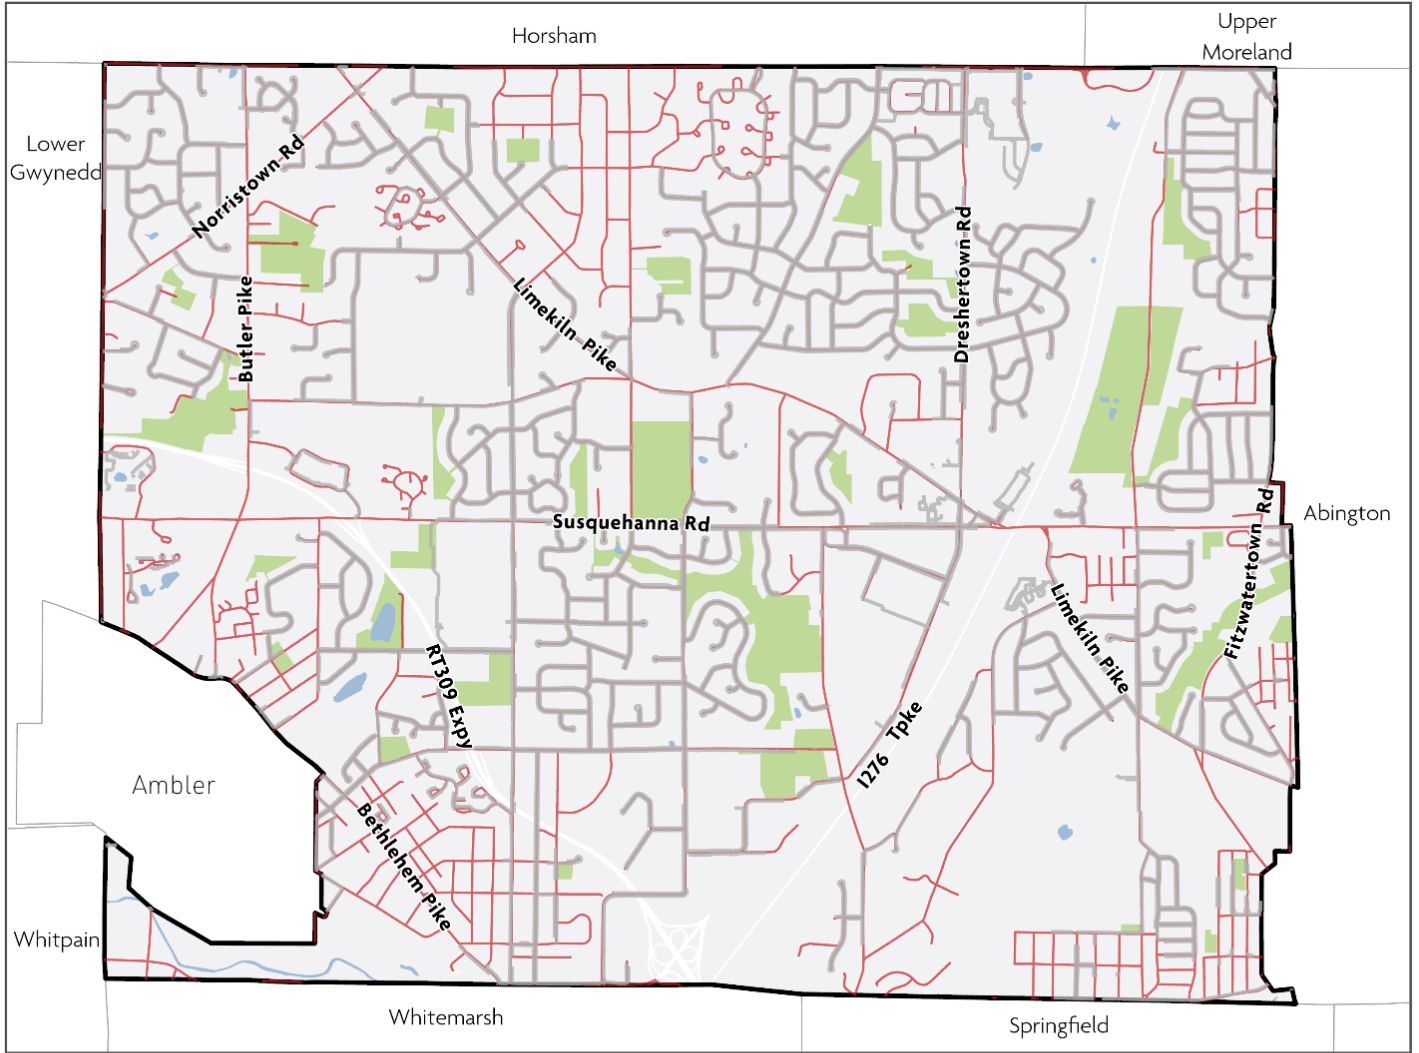 Horsham
Upper
Moreland
Lower
Gwynedd
Norristown Rd
Butler Pike
Limekiln Pike
Dreshertown Rd
Susquehanna Rd
Abington
Fitzwatertown Rd
Limekiln Pike
RT309 Expy
I276 Tpke
Ambler
Bethlehem Pike
Whitpain
Whitemarsh
Springfield